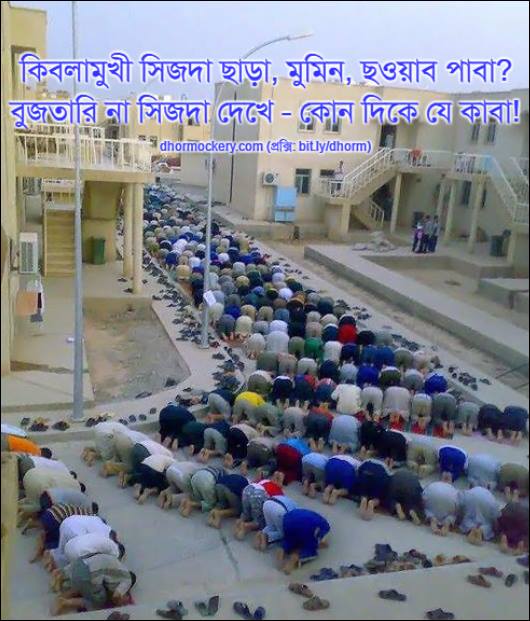 কিবলামুখী সিজদা ছাড়া, মুমিন, ছওয়াব পাবা?
বুজতারি না সিজদা দেখে - কোন দিকে যে কাবা!
dhormockery.com (প্রক্সি: bit.ly/dhorm)